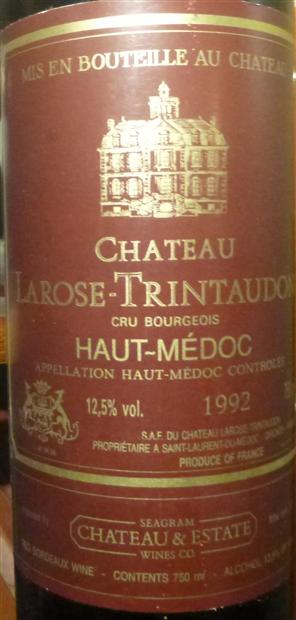 MIS EN BOUTEILLE AU CHATEAU
CHATEAU
LAROSE-TRINTAUDON
CRU BOURGEOIS
HAUT-MÉDOC
APPELLATION HAUT-MÉDOC CONTROLÉE
12,5% vol.
1992
S.A.F. DU CHATEAU LAROSE-TRINTAUDON
PROPRIÉTAIRE A SAINT-LAURENT-DU-MÉDOC
PRODUCE OF FRANCE
SEAGRAM
CHATEAU & ESTATE
WINES CO.
RED BORDEAUX WINE - CONTENTS 750 ml - ALCOHOL